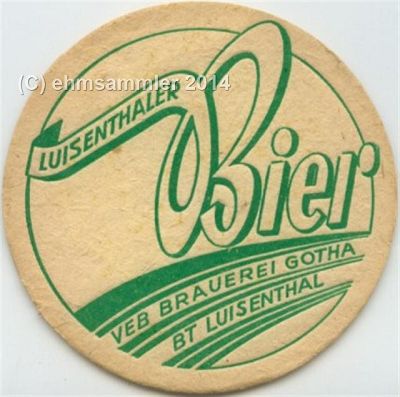 (C) ehmsammler 2014
LUISENTHALER
Bier
VEB BRAUEREI GOTHA
BT LUISENTHAL